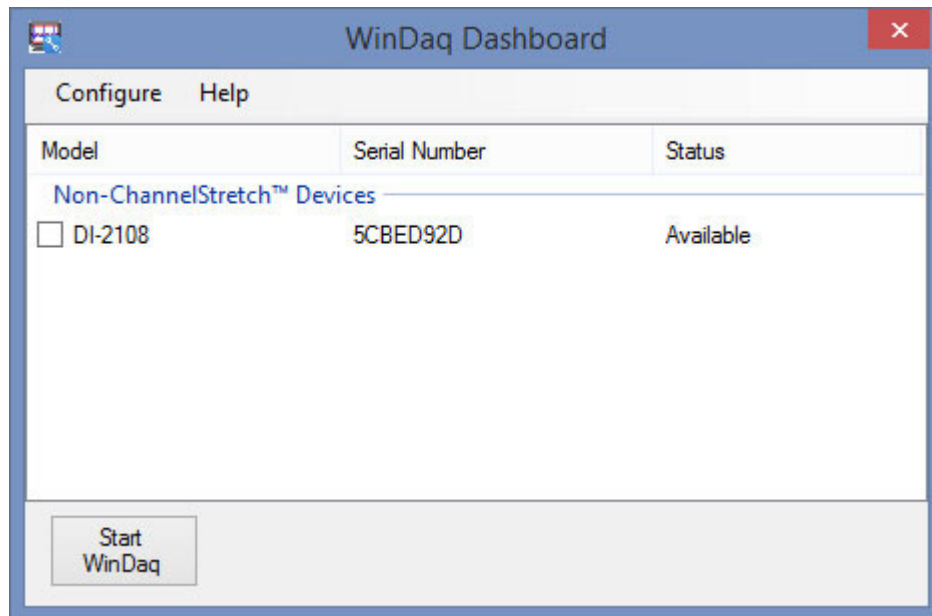 WinDaq Dashboard
Configure Help
Model Serial Number Status
Non-ChannelStretch™ Devices
DI-2108 5CBED92D Available
Start
WinDaq